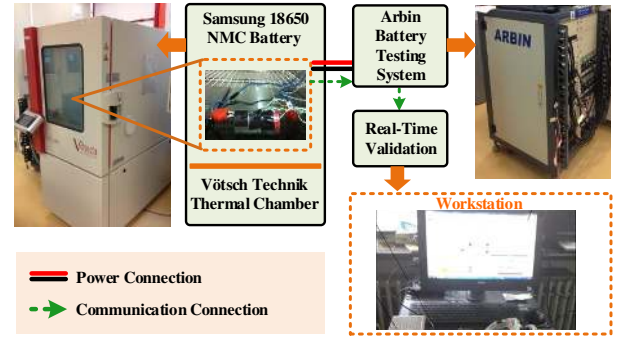 Samsung 18650
NMC Battery
Vötsch Technik
Thermal Chamber
Arbin
Battery
Testing
System
Real-Time
Validation
ARBIN
Workstation
Power Connection
Communication Connection